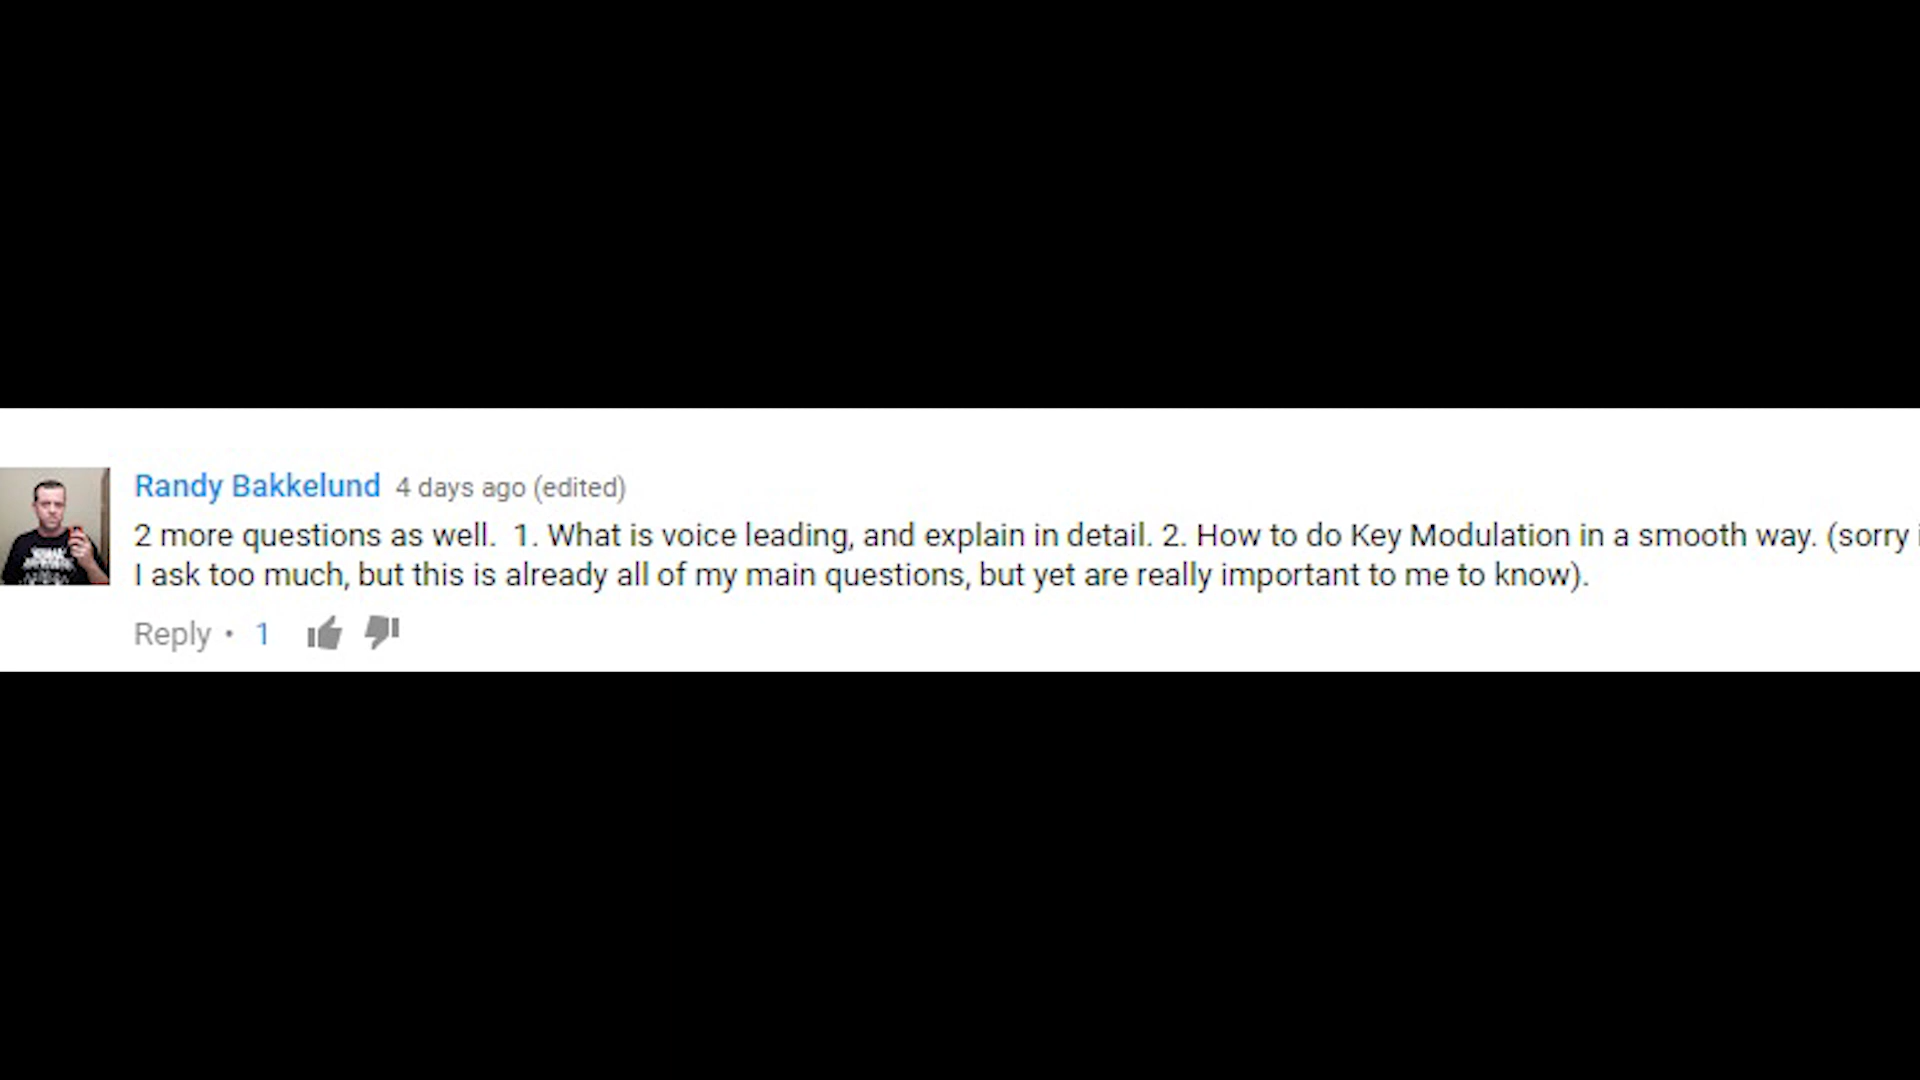 Randy Bakkelund 4 days ago (edited)
2 more questions as well. 1. What is voice leading, and explain in detail. 2. How to do Key Modulation in a smooth way. (sorry
I ask too much, but this is already all of my main questions, but yet are really important to me to know).
Reply • 1